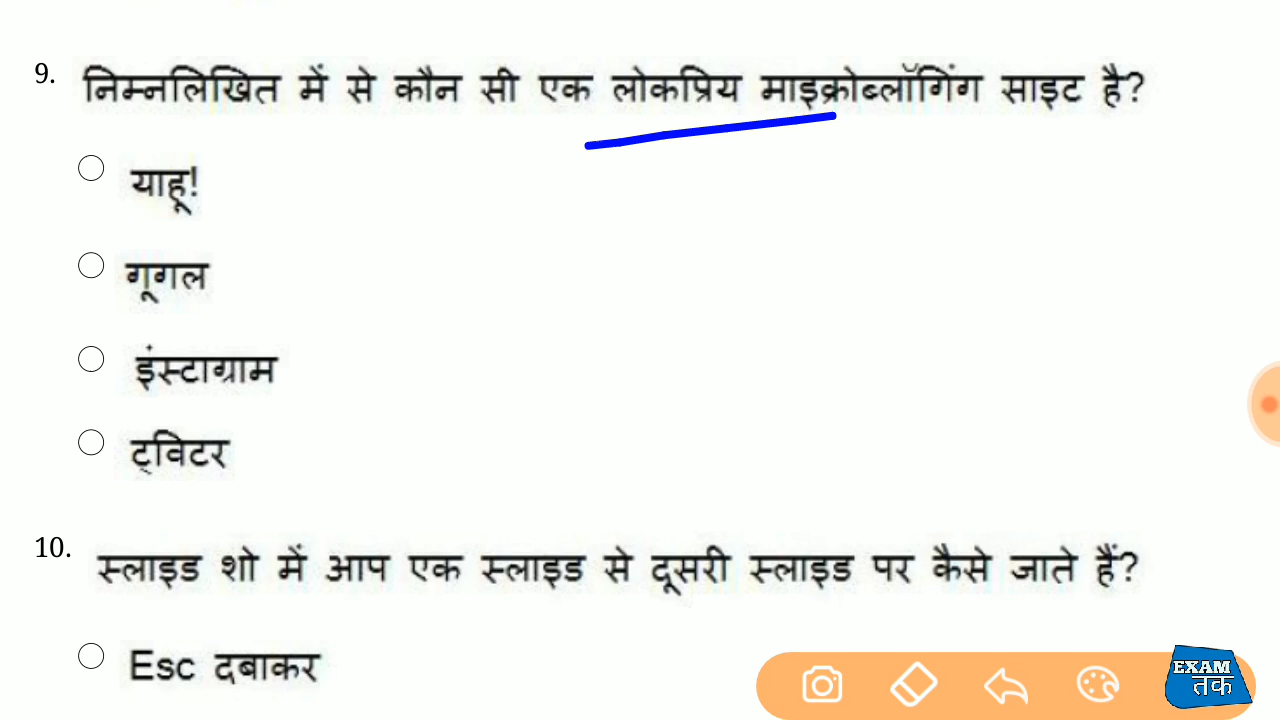 9. निम्नलिखित में से कौन सी एक लोकप्रिय माइक्रोब्लॉगिंग साइट है?
याहू!
गूगल
इंस्टाग्राम
ट्विटर
10. स्लाइड शो में आप एक स्लाइड से दूसरी स्लाइड पर कैसे जाते हैं?
Esc दबाकर
EXAM
तक